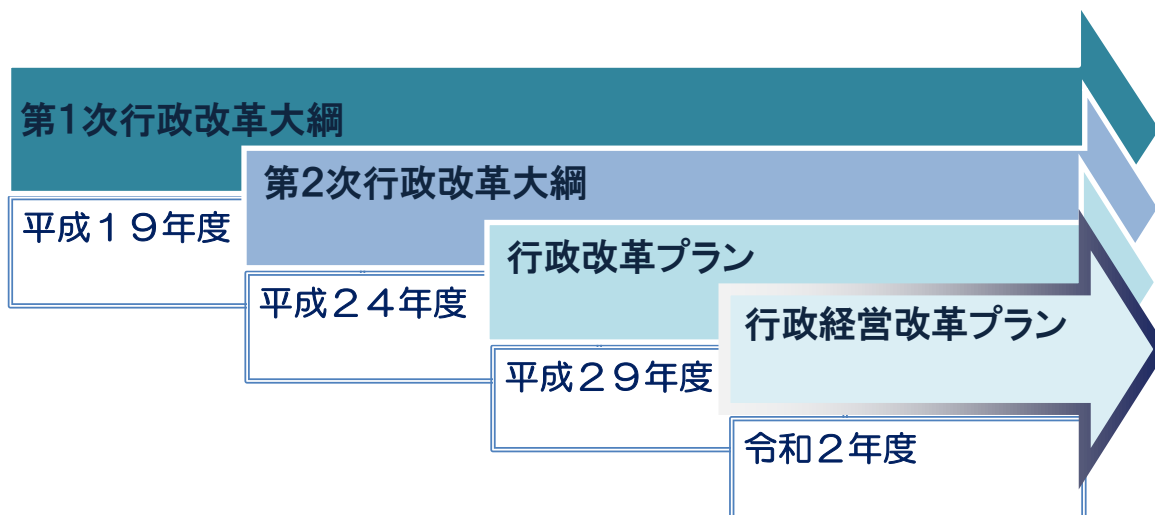 第1次行政改革大綱
平成１９年度
第2次行政改革大綱
平成２４年度
行政改革プラン
平成２９年度
行政経営改革プラン
令和２年度